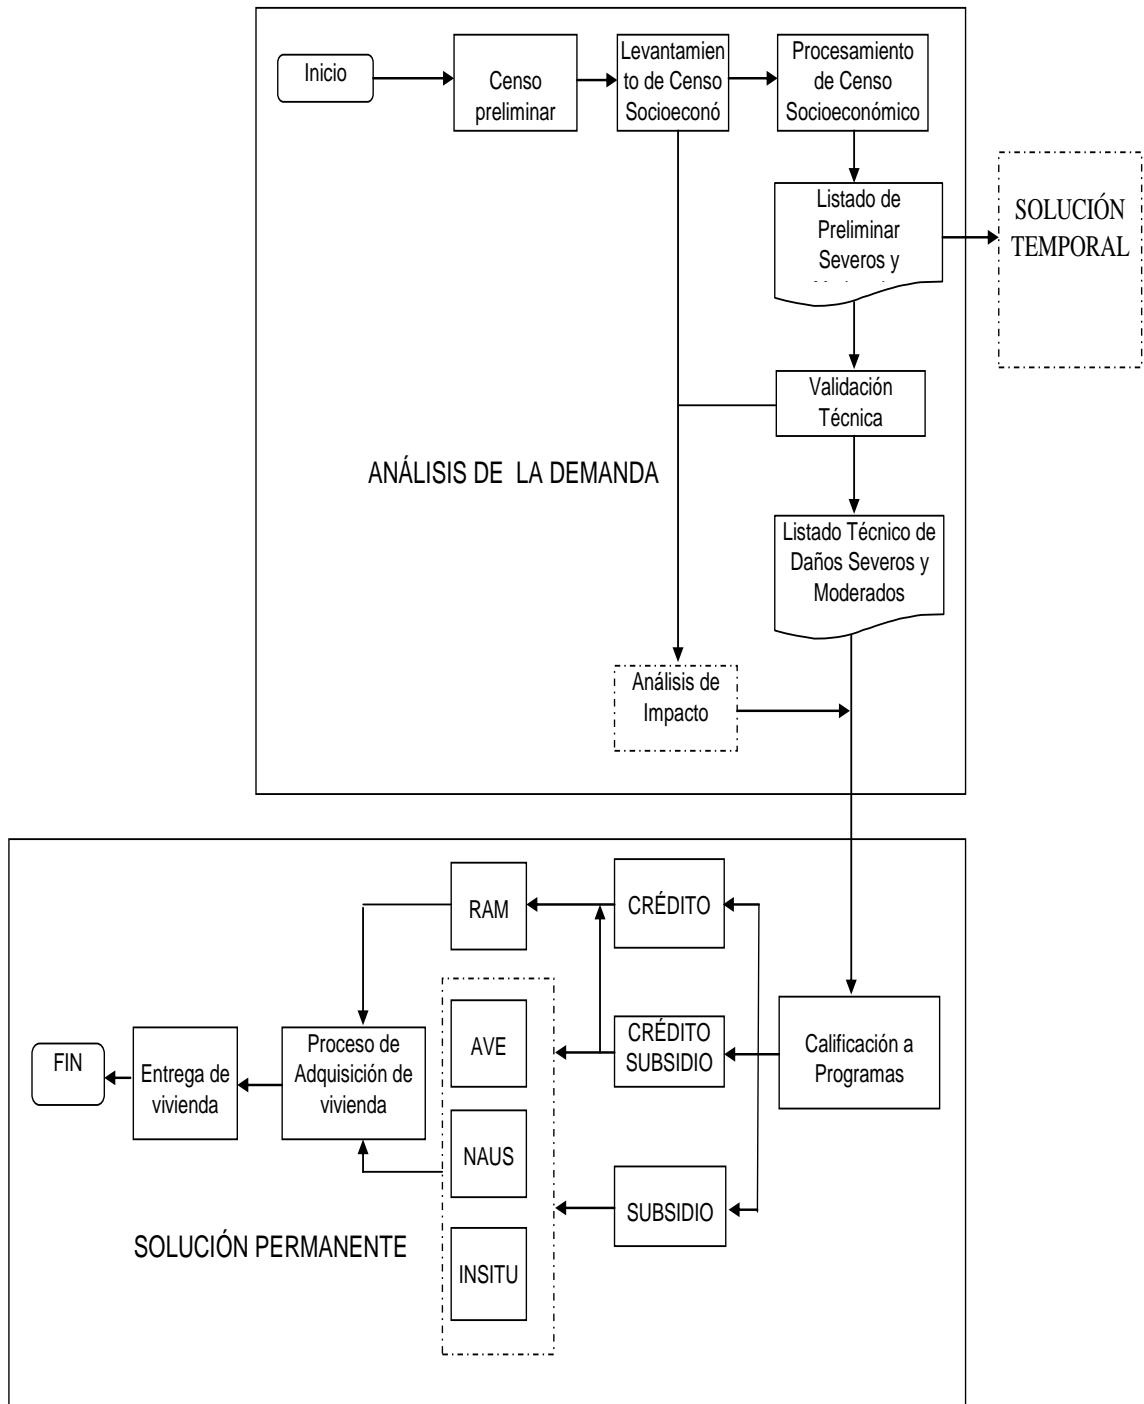 Inicio
Censo
preliminar
Levantamien
to de Censo
Socioeconó
Procesamiento
de Censo
Socioeconómico
Listado de
Preliminar
Severos y
SOLUCIÓN
TEMPORAL
Validación
Técnica
ANÁLISIS DE LA DEMANDA
Listado Técnico de
Daños Severos y
Moderados
Análisis de
Impacto
RAM
CRÉDITO
AVE
CRÉDITO
SUBSIDIO
Calificación a
Programas
FIN
Entrega de
vivienda
Proceso de
Adquisición de
vivienda
NAUS
SUBSIDIO
SOLUCIÓN PERMANENTE
INSITU